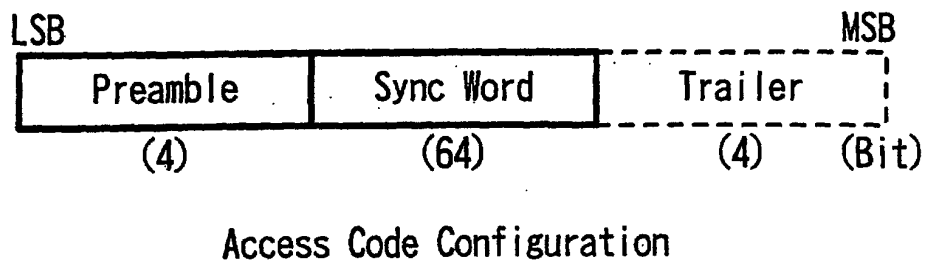 LSB MSB
Preamble Sync Word Trailer
(4) (64) (4) (Bit)
Access Code Configuration